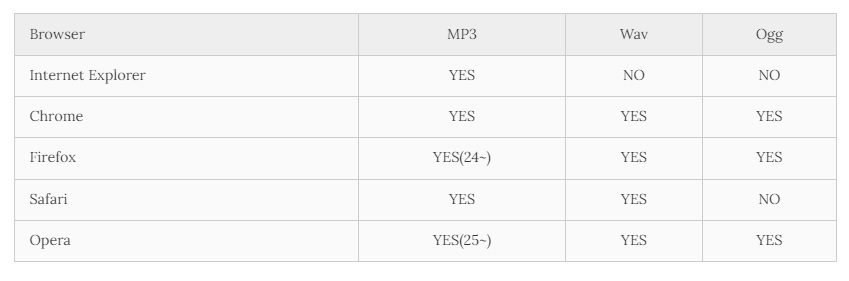 Browser MP3 Wav Ogg
Internet Explorer YES NO NO
Chrome YES YES YES
Firefox YES(24~) YES YES
Safari YES YES NO
Opera YES(25~) YES YES